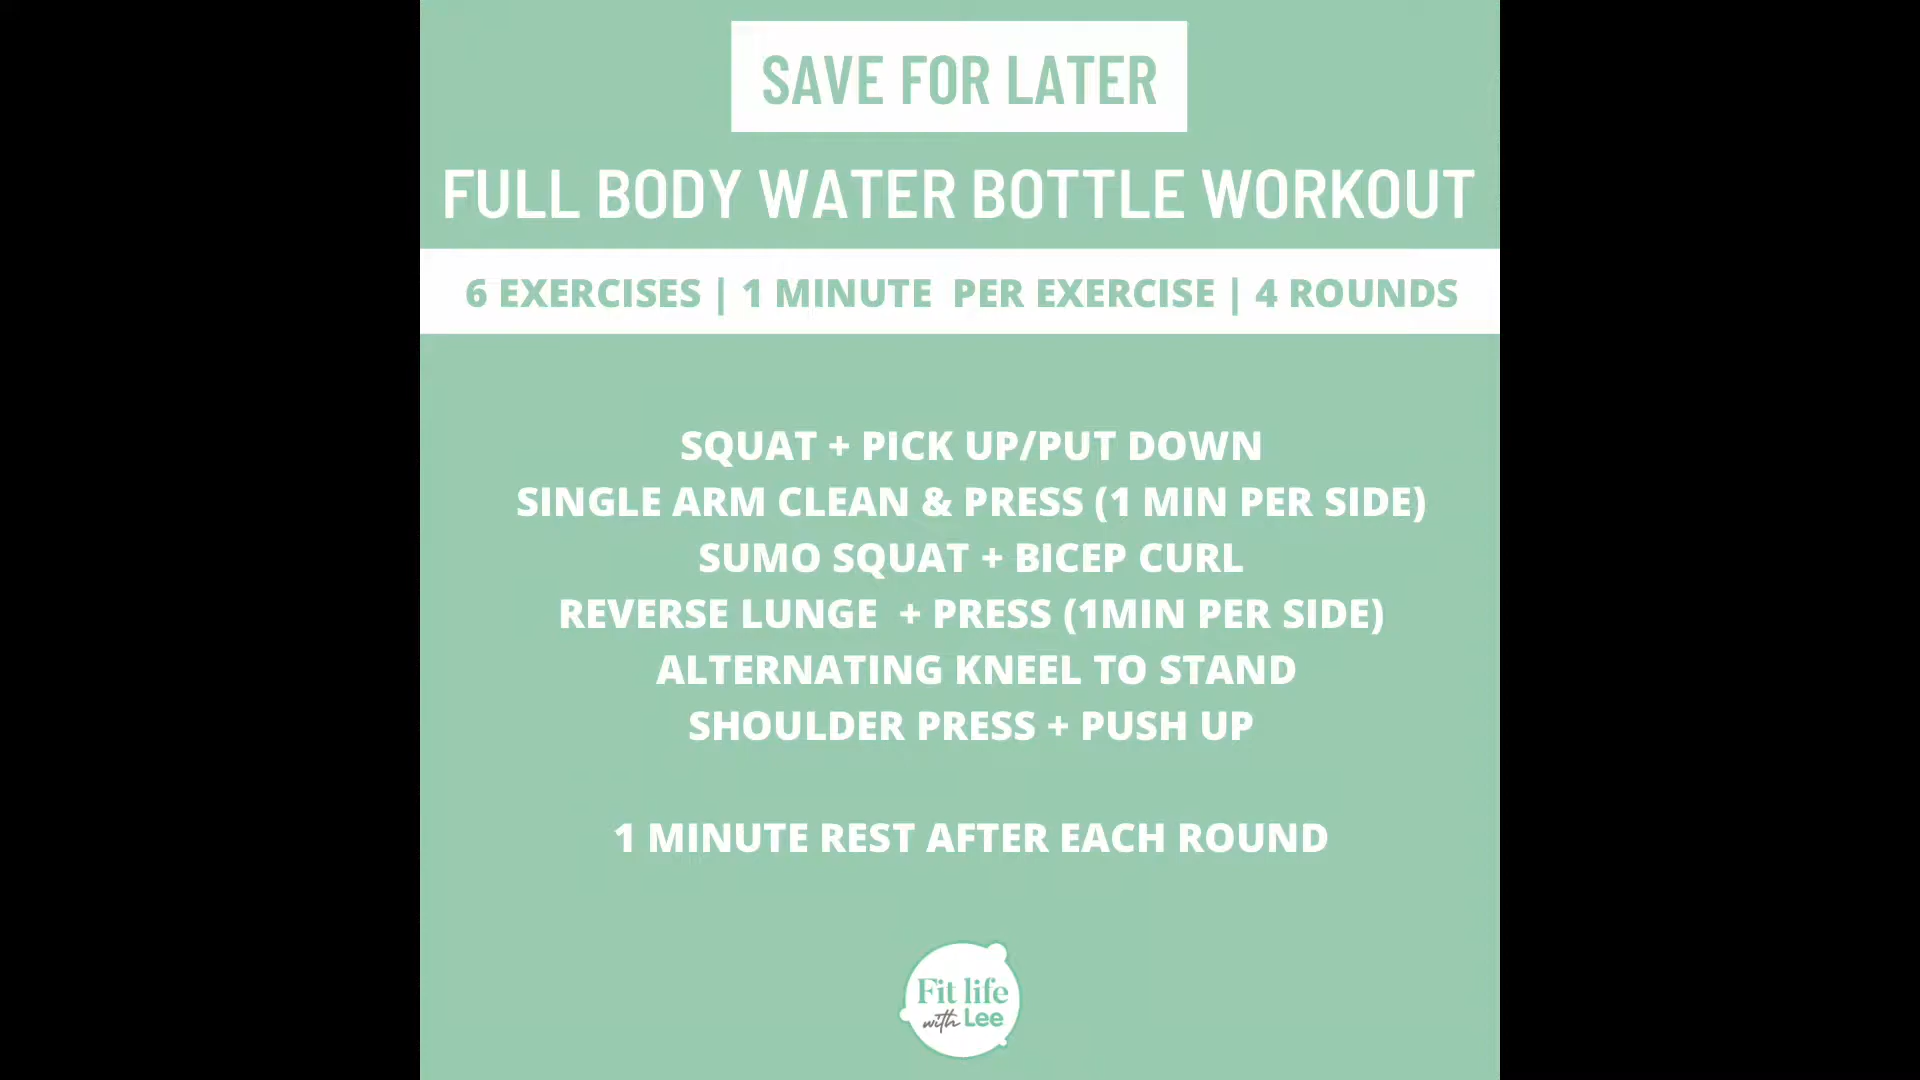 SAVE FOR LATER
FULL BODY WATER BOTTLE WORKOUT
6 EXERCISES | 1 MINUTE  PER EXERCISE | 4 ROUNDS
SQUAT + PICK UP/PUT DOWN
SINGLE ARM CLEAN & PRESS (1 MIN PER SIDE)
SUMO SQUAT + BICEP CURL
REVERSE LUNGE  + PRESS (1MIN PER SIDE)
ALTERNATING KNEEL TO STAND
SHOULDER PRESS + PUSH UP
1 MINUTE REST AFTER EACH ROUND
Fit life
with Lee